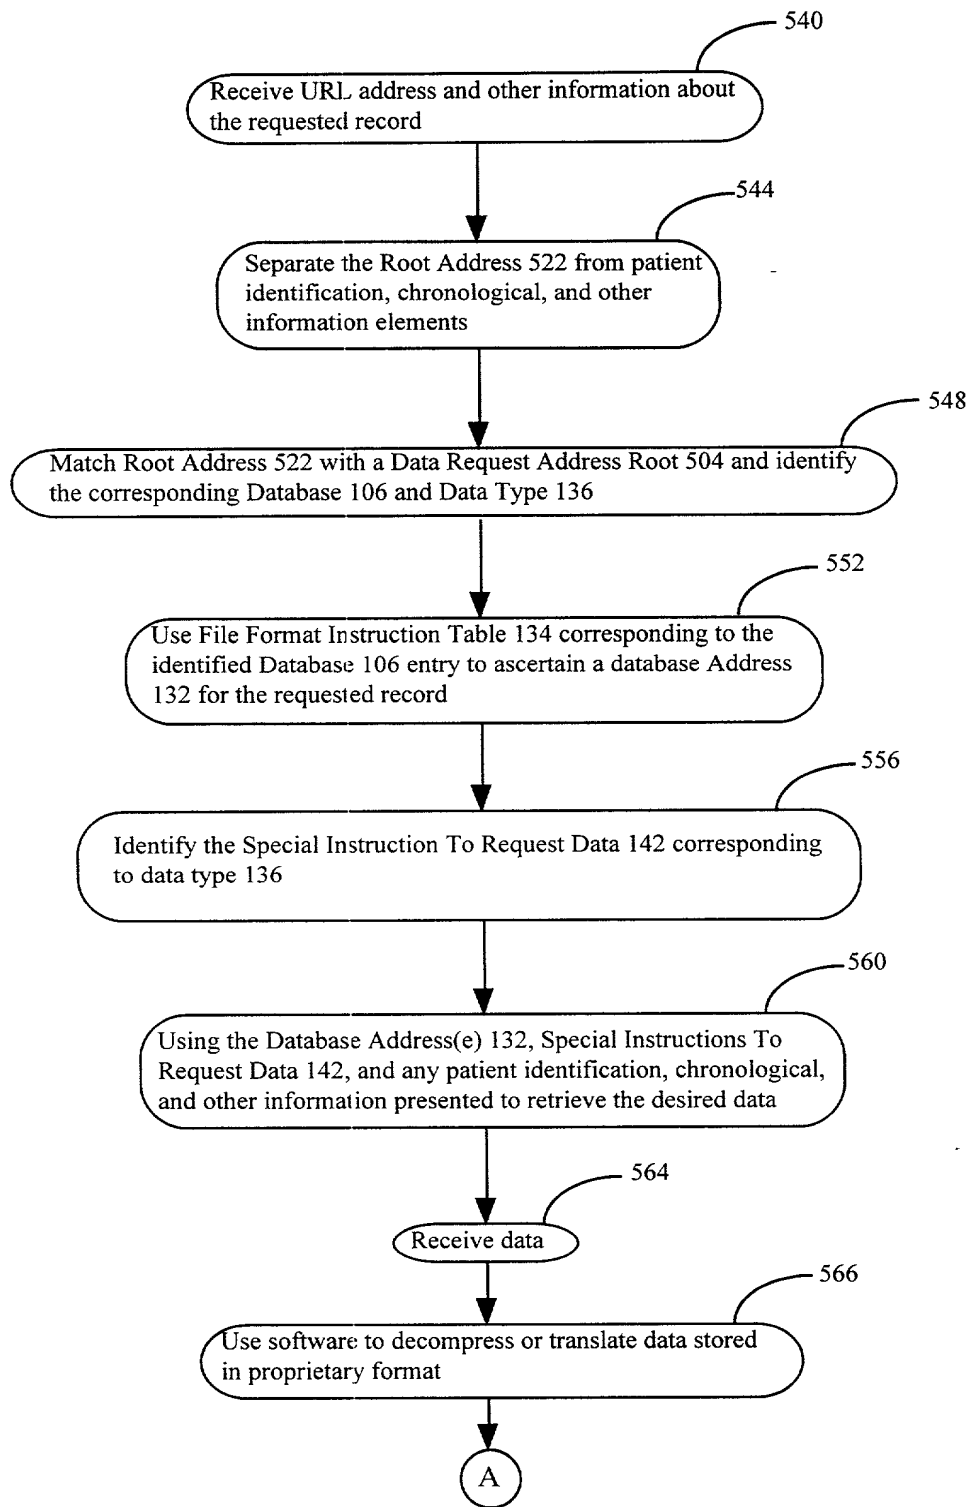 540
Receive URL address and other information about
the requested record
544
Separate the Root Address 522 from patient
identification, chronological, and other
information elements
548
Match Root Address 522 with a Data Request Address Root 504 and identify
the corresponding Database 106 and Data Type 136
552
Use File Format Instruction Table 134 corresponding to the
identified Database 106 entry to ascertain a database Address
132 for the requested record
556
Identify the Special Instruction To Request Data 142 corresponding
to data type 136
560
Using the Database Address(e) 132, Special Instructions To
Request Data 142, and any patient identification, chronological,
and other information presented to retrieve the desired data
564
Receive data
566
Use software to decompress or translate data stored
in proprietary format
A